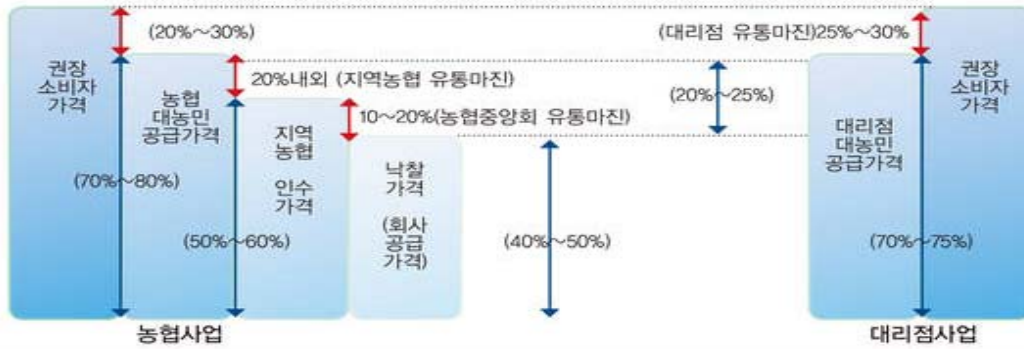 (20%~30%)
(대리점 유통마진)25%~30%
권장
소비자
가격
20%내외 (지역농협 유통마진)
농협
대농민
공급가격
(20%~25%)
권장
소비자
가격
10~20%(농협중앙회 유통마진)
지역
농협
인수
가격
대리점
대농민
공급가격
(70%~80%)
낙찰
가격
(회사
공급
가격)
(50%~60%)
(40%~50%)
(70%~75%)
농협사업
대리점사업